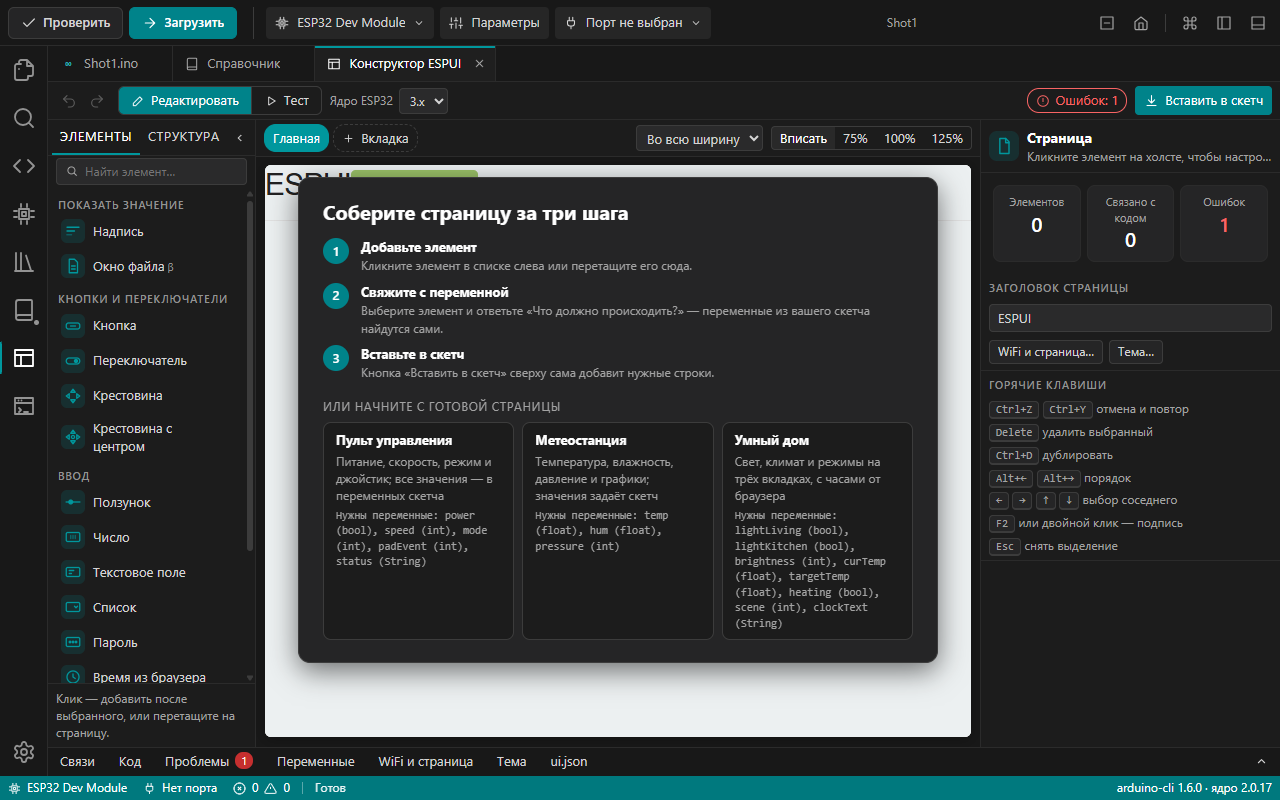 Проверить
Загрузить
ESP32 Dev Module
Параметры
Порт не выбран
Shot1
Shot1.ino
Справочник
Конструктор ESPUI
Редактировать
Тест
Ядро ESP32
3.x
Ошибок: 1
Вставить в скетч
ЭЛЕМЕНТЫ
СТРУКТУРА
Найти элемент...
ПОКАЗАТЬ ЗНАЧЕНИЕ
Надпись
Окно файла β
КНОПКИ И ПЕРЕКЛЮЧАТЕЛИ
Кнопка
Переключатель
Крестовина
Крестовина с
центром
ВВОД
Ползунок
Число
Текстовое поле
Список
Пароль
Время из браузера
Клик — добавить после
выбранного, или перетащите на
страницу.
Главная
+ Вкладка
Во всю ширину
Вписать
75%
100%
125%
Соберите страницу за три шага
1
Добавьте элемент
Кликните элемент в списке слева или перетащите его сюда.
2
Свяжите с переменной
Выберите элемент и ответьте «Что должно происходить?» — переменные из вашего скетча
найдутся сами.
3
Вставьте в скетч
Кнопка «Вставить в скетч» сверху сама добавит нужные строки.
ИЛИ НАЧНИТЕ С ГОТОВОЙ СТРАНИЦЫ
Пульт управления
Питание, скорость, режим и
джойстик; все значения — в
переменных скетча
Нужны переменные: power
(bool), speed (int), mode
(int), padEvent (int),
status (String)
Метеостанция
Температура, влажность,
давление и графики;
значения задаёт скетч
Нужны переменные: temp
(float), hum (float),
pressure (int)
Умный дом
Свет, климат и режимы на
трёх вкладках, с часами от
браузера
Нужны переменные:
lightLiving (bool),
lightKitchen (bool),
brightness (int), curTemp
(float), targetTemp
(float), heating (bool),
scene (int), clockText
(String)
Страница
Кликните элемент на холсте, чтобы настро...
Элементов
0
Связано с
кодом
0
Ошибок
1
ЗАГОЛОВОК СТРАНИЦЫ
ESPUI
WiFi и страница...
Тема...
ГОРЯЧИЕ КЛАВИШИ
Ctrl+Z Ctrl+Y отмена и повтор
Delete удалить выбранный
Ctrl+D дублировать
Alt+← Alt+→ порядок
← → ↑ ↓ выбор соседнего
F2 или двойной клик — подпись
Esc снять выделение
Связи
Код
Проблемы 1
Переменные
WiFi и страница
Тема
ui.json
ESP32 Dev Module
Нет порта
0
0
Готов
arduino-cli 1.6.0 · ядро 2.0.17